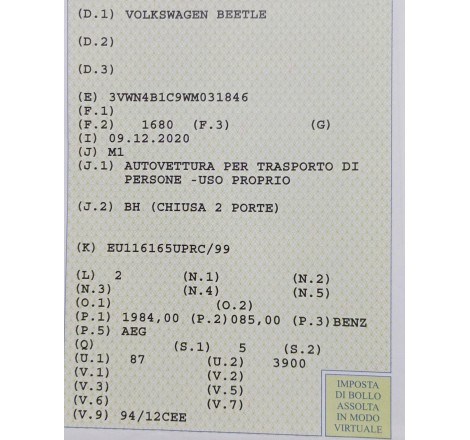 (D.1) VOLKSWAGEN BEETLE
(D.2)
(D.3)
(E) 3VWN4B1C9WM031846
(F.1)
(F.2) 1680 (F.3) (G)
(I) 09.12.2020
(J) M1
(J.1) AUTOVETTURA PER TRASPORTO DI
PERSONE -USO PROPRIO
(J.2) BH (CHIUSA 2 PORTE)
(K) EU116165UPRC/99
(L) 2 (N.1) (N.2)
(N.3) (N.4) (N.5)
(O.1) (O.2)
(P.1) 1984,00 (P.2)085,00 (P.3)BENZ
(P.5) AEG
(Q) (S.1) 5 (S.2)
(U.1) 87 (U.2) 3900
(V.1) (V.2)
(V.3) (V.5)
(V.6) (V.7)
(V.9) 94/12CEE
IMPOSTA
DI BOLLO
ASSOLTA
IN MODO
VIRTUALE